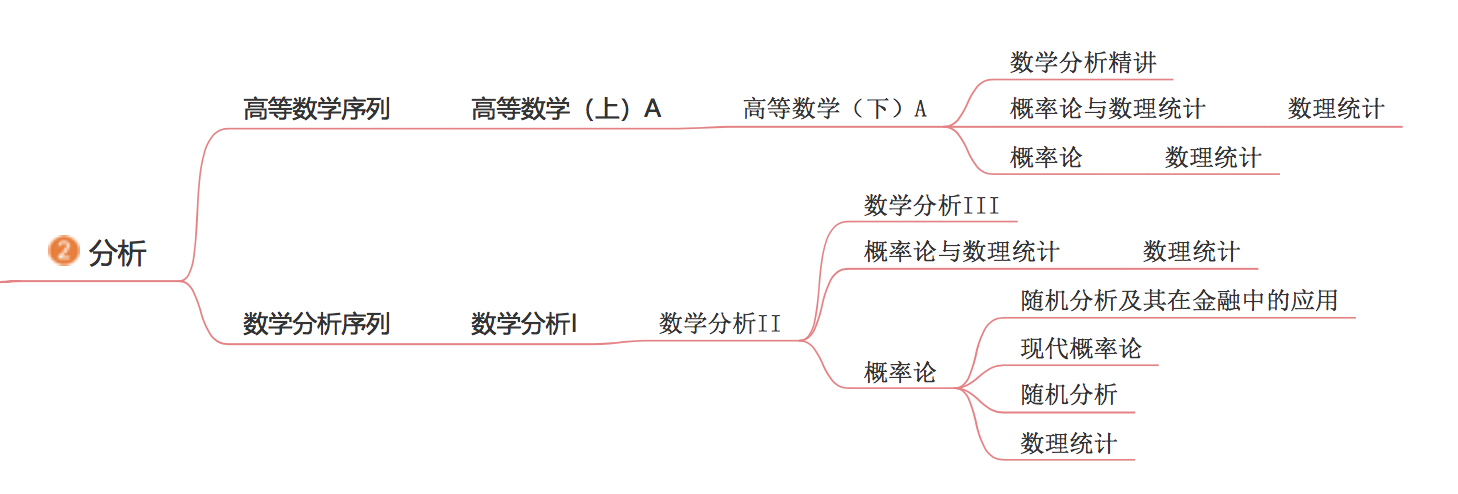 数学分析精讲
高等数学序列 高等数学（上）A 高等数学（下）A 概率论与数理统计 数理统计
概率论 数理统计
数学分析III
2 分析 概率论与数理统计 数理统计
随机分析及其在金融中的应用
数学分析序列 数学分析I 数学分析II
现代概率论
概率论
随机分析
数理统计